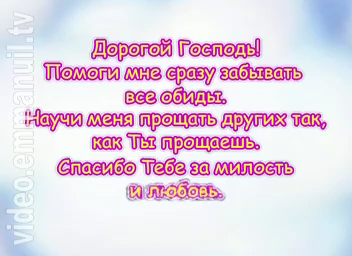 Дорогой Господь!
Помоги мне сразу забывать
все обиды.
Научи меня прощать других так,
как Ты прощаешь.
Спасибо Тебе за милость
и любовь.
video.emmanuil.tv